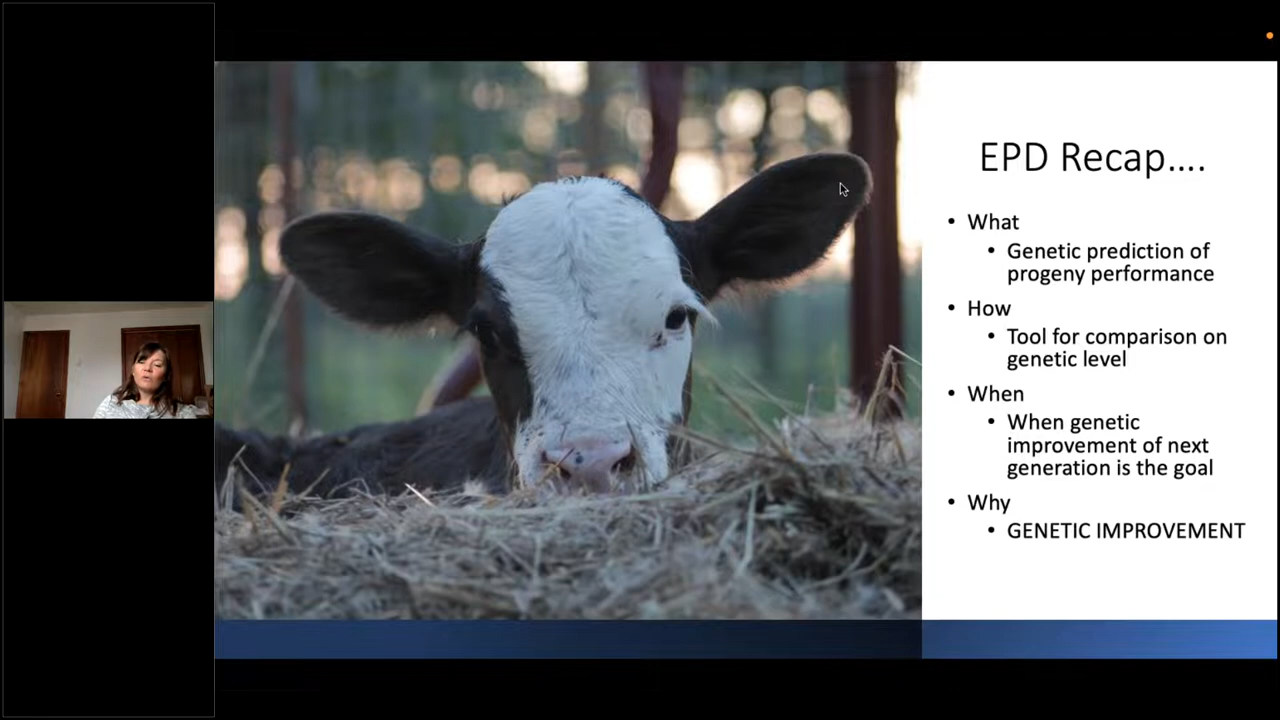 EPD Recap....
• What
• Genetic prediction of
progeny performance
• How
• Tool for comparison on
genetic level
• When
• When genetic
improvement of next
generation is the goal
• Why
• GENETIC IMPROVEMENT